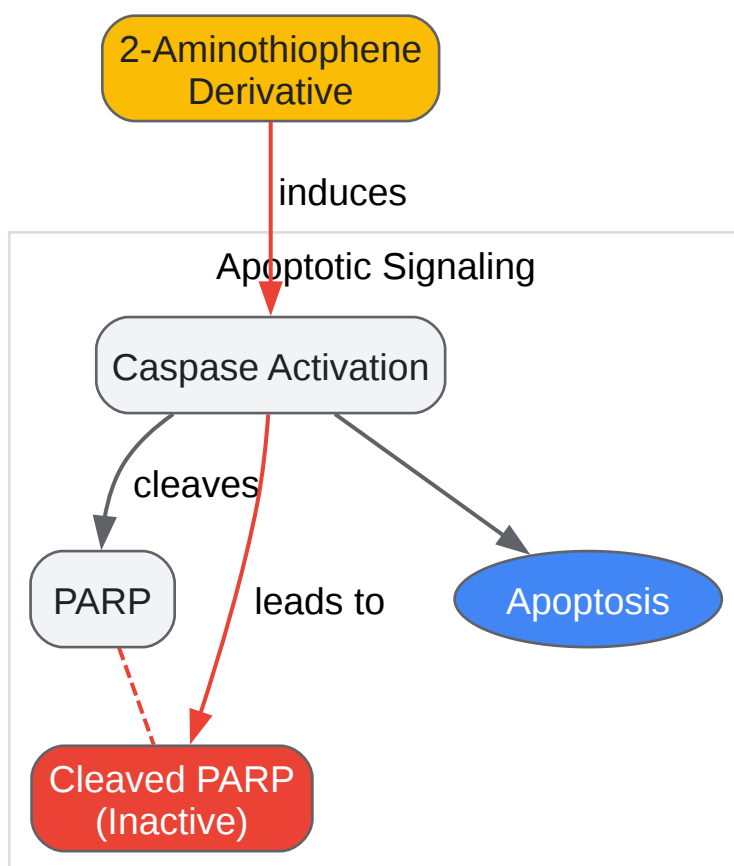 2-Aminothiophene
Derivative
induces
Apoptotic Signaling
Caspase Activation
cleaves
PARP
leads to
Apoptosis
Cleaved PARP
(Inactive)